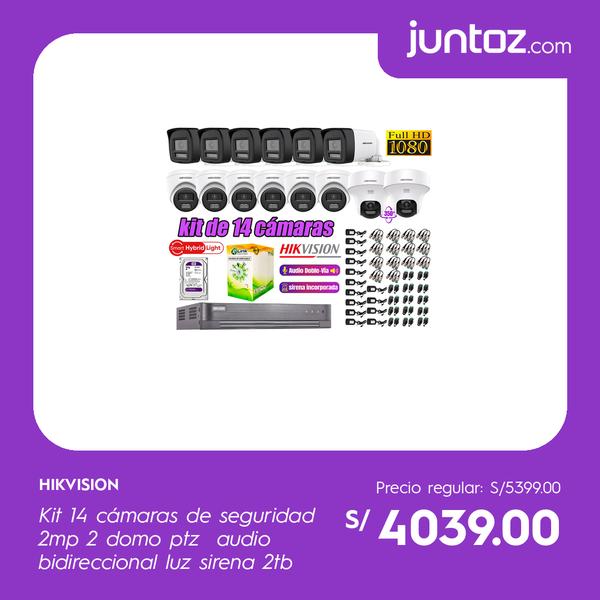 juntoz.com
Full HD
1080
350°
kit de 14 cámaras
Smart Hybrid Light
HIKVISION
Audio Doble-Vía
sirena incorporada
HIKVISION
Kit 14 cámaras de seguridad
2mp 2 domo ptz audio
bidireccional luz sirena 2tb
Precio regular: S/5399.00
S/ 4039.00